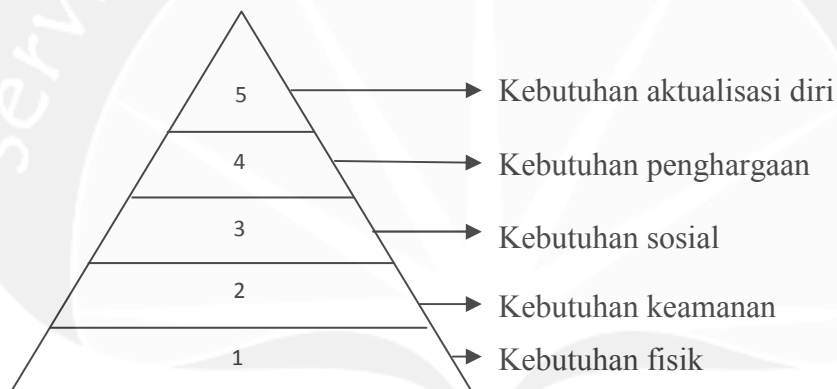 5 Kebutuhan aktualisasi diri
4 Kebutuhan penghargaan
3 Kebutuhan sosial
2 Kebutuhan keamanan
1 Kebutuhan fisik